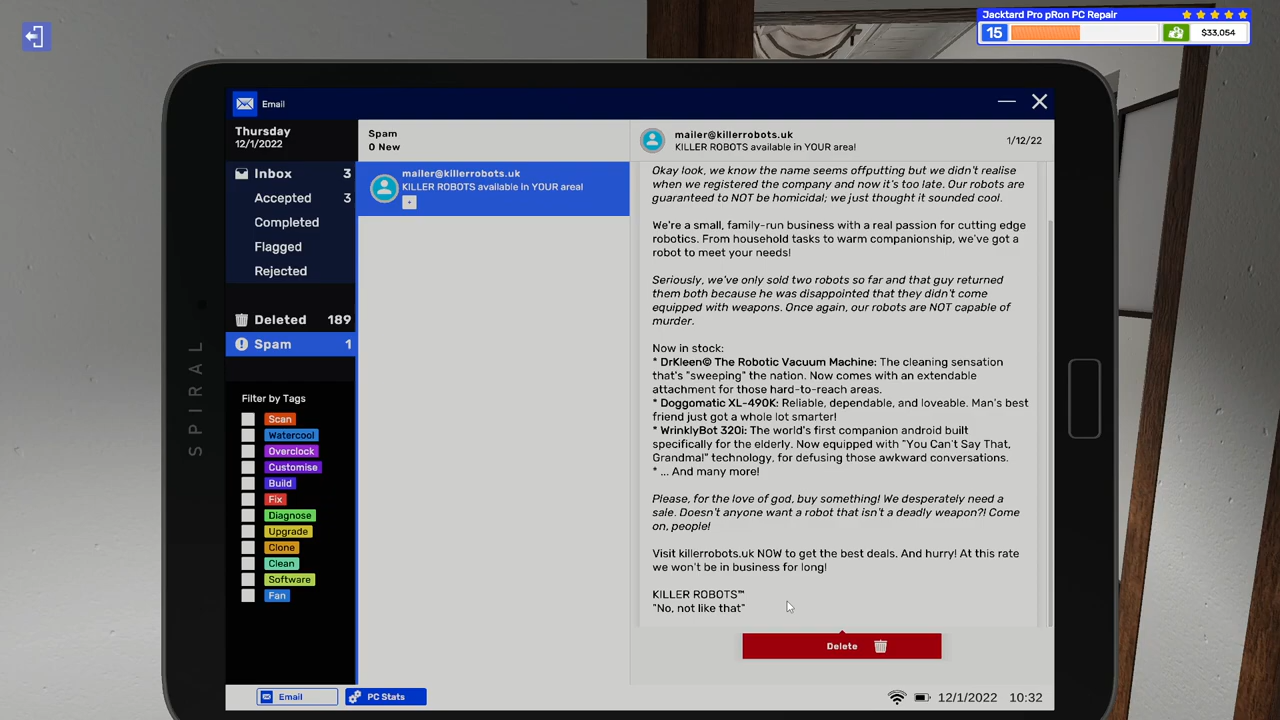 Jacktard Pro pRon PC Repair
15
$33,054
Email
Thursday
12/1/2022
Inbox 3
Accepted 3
Completed
Flagged
Rejected
Deleted 189
Spam 1
Filter by Tags
Scan
Watercool
Overclock
Customise
Build
Fix
Diagnose
Upgrade
Clone
Clean
Software
Fan
Spam
0 New
mailer@killerrobots.uk
KILLER ROBOTS available in YOUR area!
+
mailer@killerrobots.uk
KILLER ROBOTS available in YOUR area!
1/12/22
Okay look, we know the name seems offputting but we didn't realise
when we registered the company and now it's too late. Our robots are
guaranteed to NOT be homicidal; we just thought it sounded cool.
We're a small, family-run business with a real passion for cutting edge
robotics. From household tasks to warm companionship, we've got a
robot to meet your needs!
Seriously, we've only sold two robots so far and that guy returned
them both because he was disappointed that they didn't come
equipped with weapons. Once again, our robots are NOT capable of
murder.
Now in stock:
* DrKleen© The Robotic Vacuum Machine: The cleaning sensation
that's "sweeping" the nation. Now comes with an extendable
attachment for those hard-to-reach areas.
* Doggomatic XL-490K: Reliable, dependable, and loveable. Man's best
friend just got a whole lot smarter!
* WrinklyBot 320i: The world's first companion android built
specifically for the elderly. Now equipped with "You Can't Say That,
Grandma!" technology, for defusing those awkward conversations.
* ... And many more!
Please, for the love of god, buy something! We desperately need a
sale. Doesn't anyone want a robot that isn't a deadly weapon?! Come
on, people!
Visit killerrobots.uk NOW to get the best deals. And hurry! At this rate
we won't be in business for long!
KILLER ROBOTS™
"No, not like that"
Delete
Email
PC Stats
12/1/2022 10:32
SPIRAL